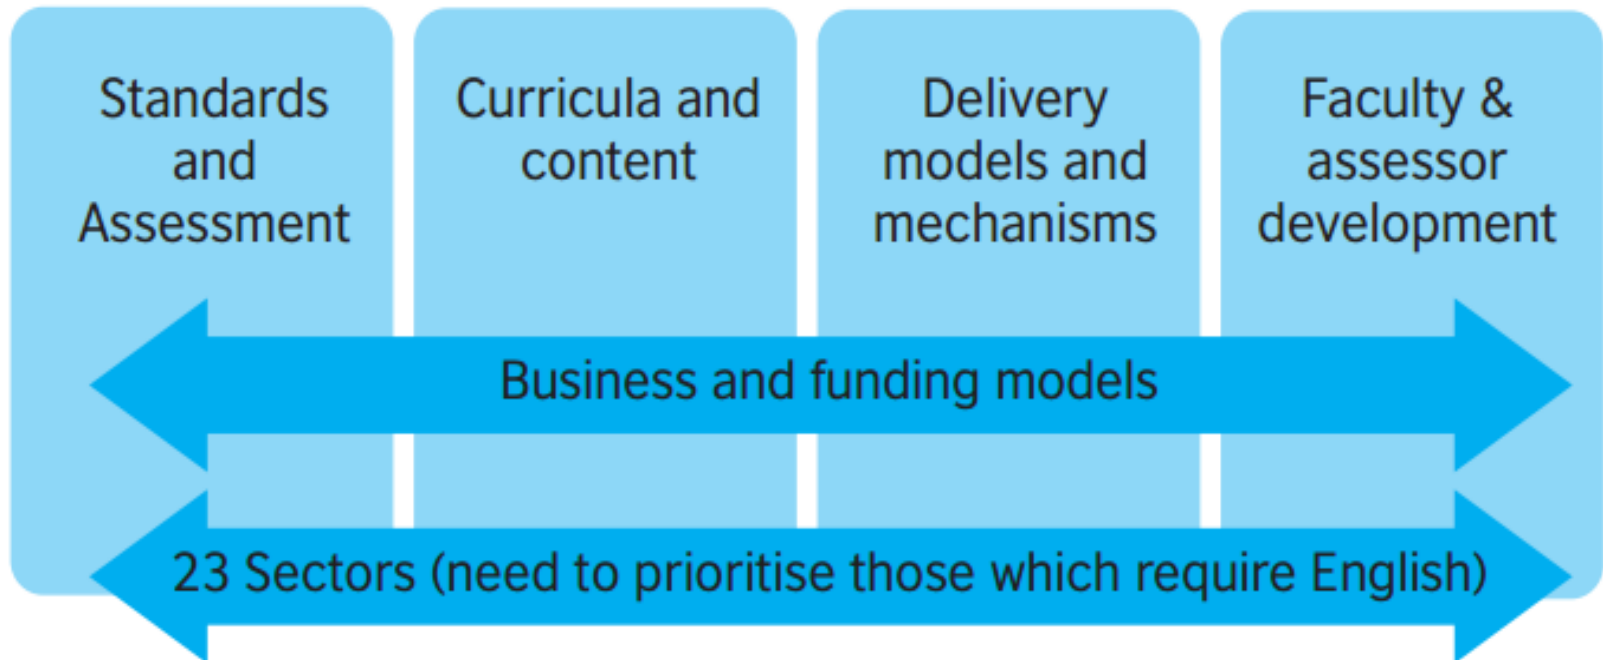 Standards
and
Assessment
Curricula and
content
Delivery
models and
mechanisms
Faculty &
assessor
development
Business and funding models
23 Sectors (need to prioritise those which require English)